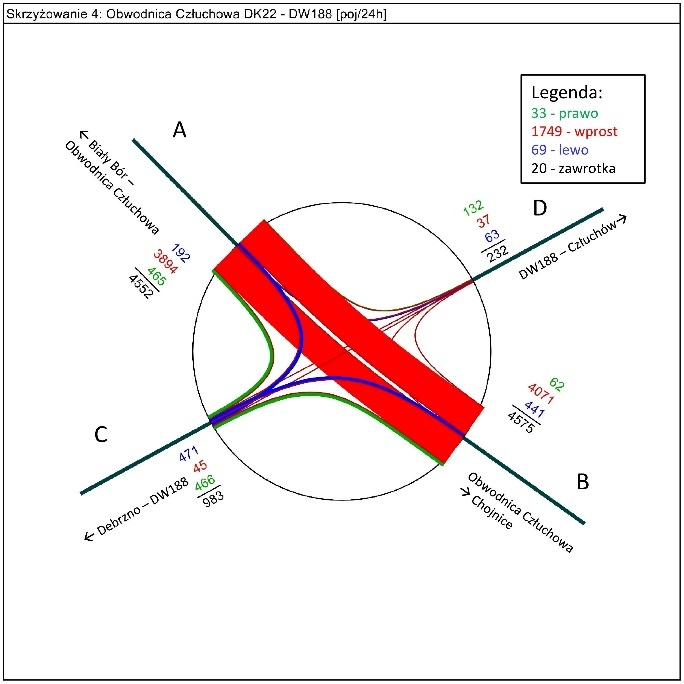 Skrzyżowanie 4: Obwodnica Człuchowa DK22 - DW188 [poj/24h]
Legenda:
33 - prawo
1749 - wprost
69 - lewo
20 - zawrotka
A
← Biały Bór –
Obwodnica Człuchowa
192
3894
465
4552
D
132
37
63
232
DW188 – Człuchów→
62
4071
441
4575
B
Obwodnica Człuchowa
→ Chojnice
C
← Debrzno – DW188
471
45
466
983